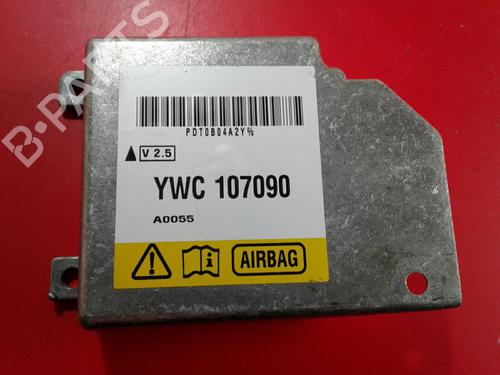 B-PARTS
PDT0B04A2Y%
V 2.5
YWC 107090
A0055
AIRBAG